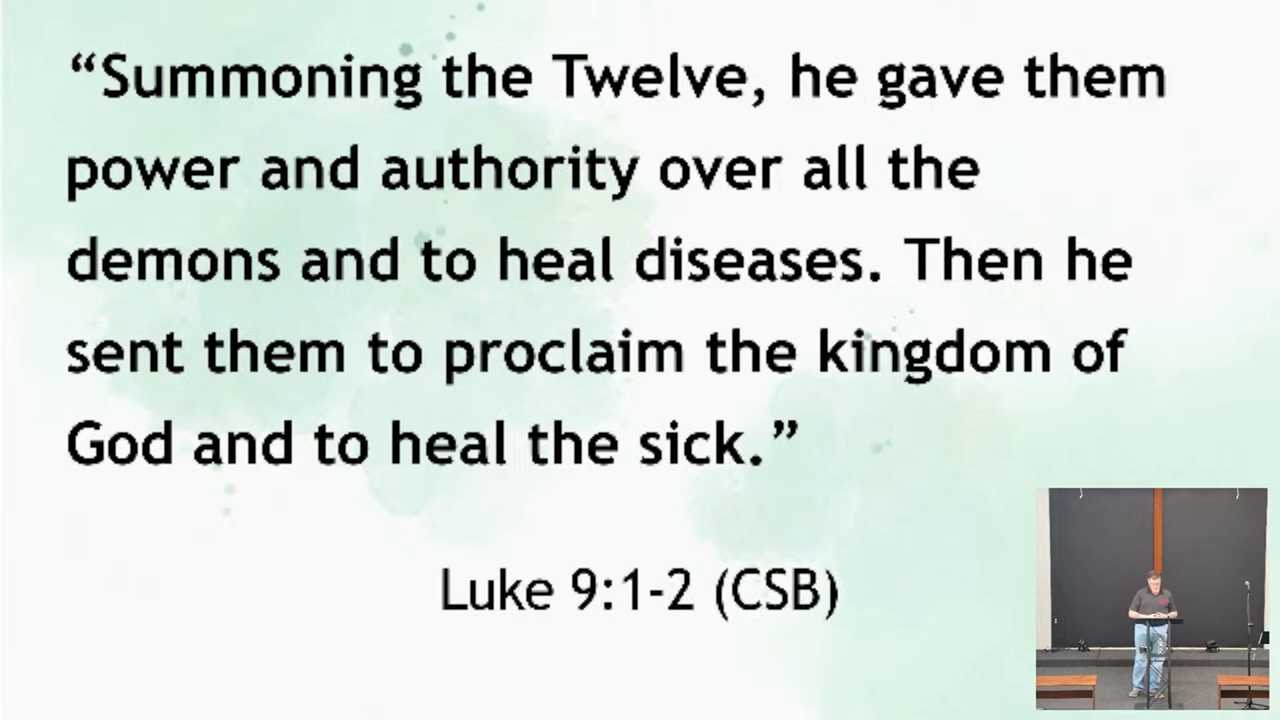 “Summoning the Twelve, he gave them
power and authority over all the
demons and to heal diseases. Then he
sent them to proclaim the kingdom of
God and to heal the sick.”
Luke 9:1-2 (CSB)